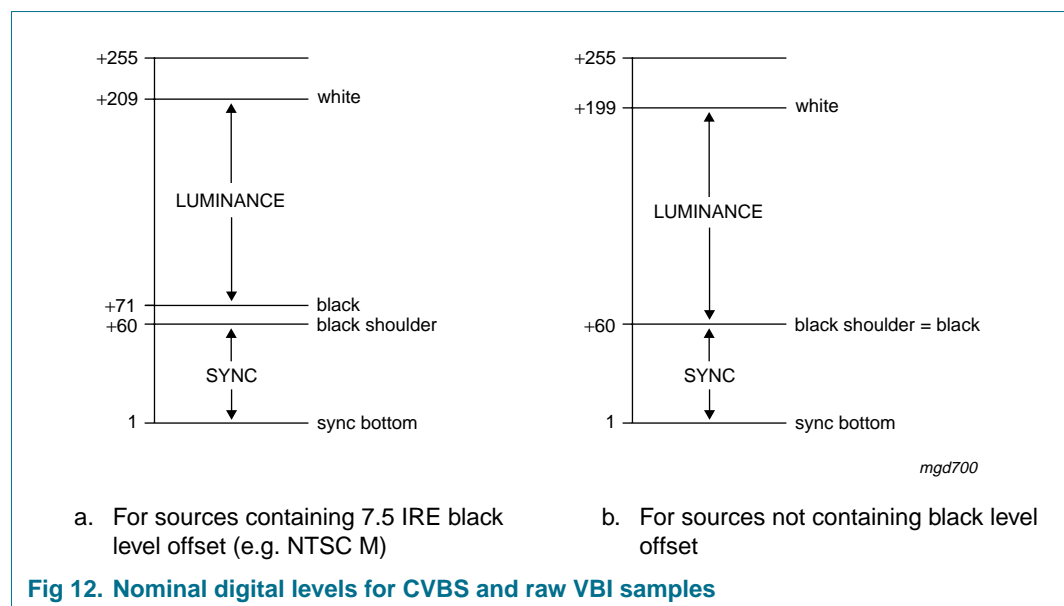 +255
+209
white
LUMINANCE
+71
black
+60
black shoulder
SYNC
1
sync bottom
+255
+199
white
LUMINANCE
+60
black shoulder = black
SYNC
1
sync bottom
mgd700
a. For sources containing 7.5 IRE black
level offset (e.g. NTSC M)
b. For sources not containing black level
offset
Fig 12. Nominal digital levels for CVBS and raw VBI samples